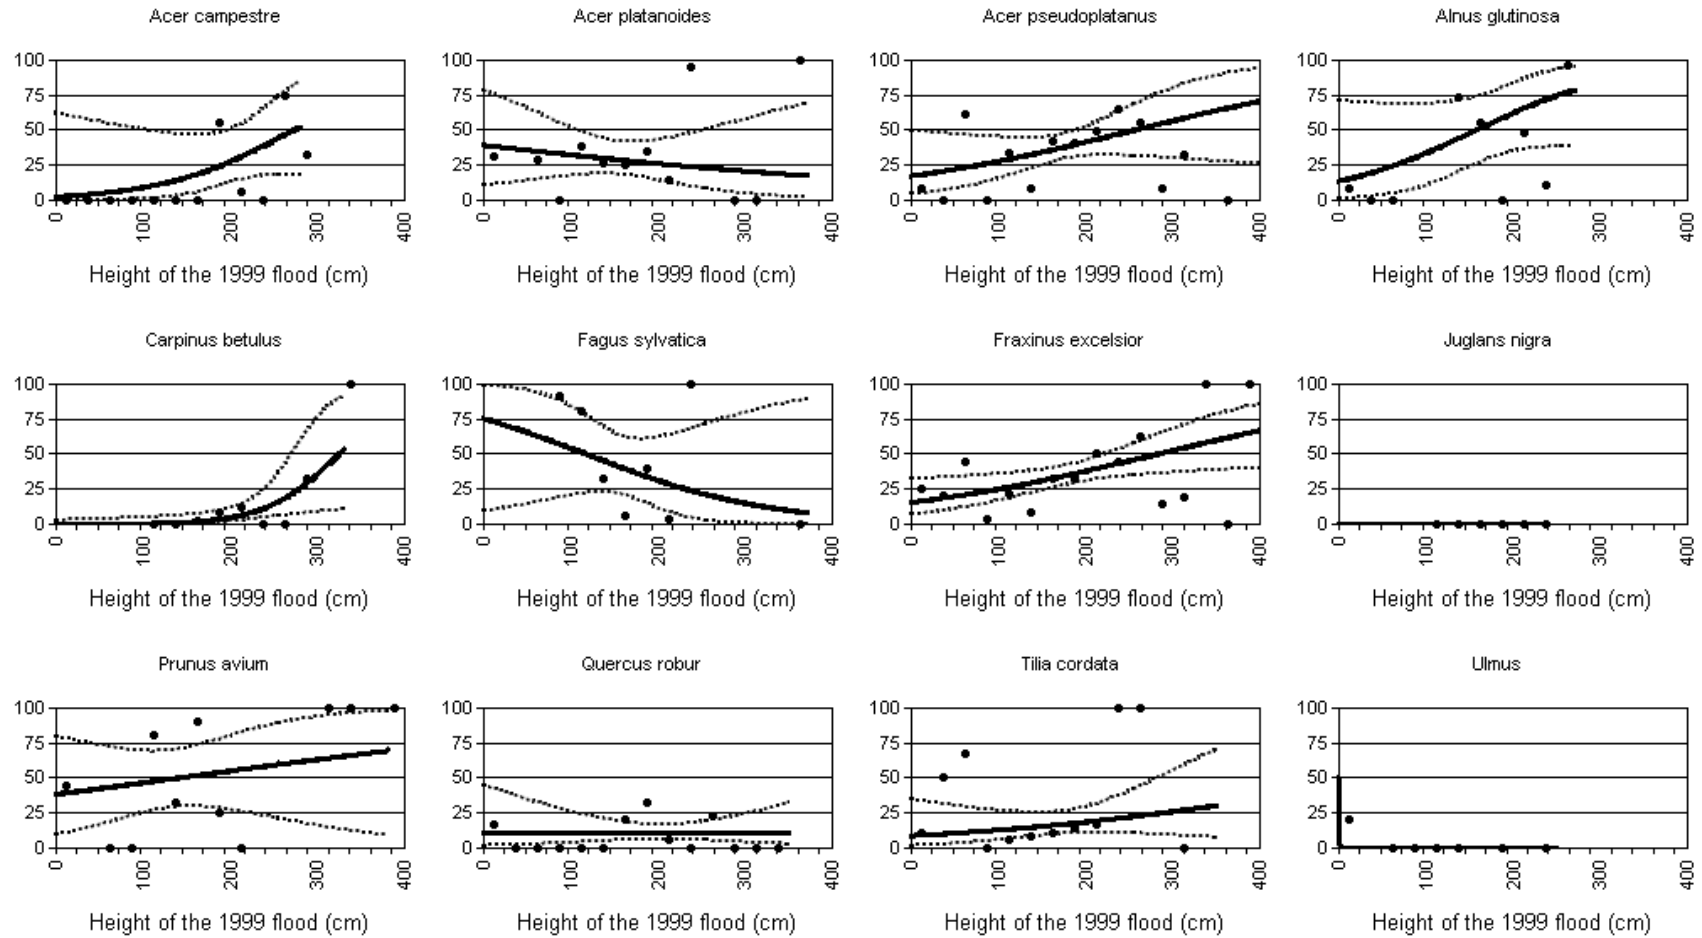 Acer campestre Acer platanoides Acer pseudoplatanus Alnus glutinosa
100 100 100 100
75 75 75 75
50 50 50 50
25 25 25 25
0 0 0 0
0 100 200 300 400 0 100 200 300 400 0 100 200 300 400 0 100 200 300 400
Height of the 1999 flood (cm) Height of the 1999 flood (cm) Height of the 1999 flood (cm) Height of the 1999 flood (cm)
Carpinus betulus Fagus sylvatica Fraxinus excelsior Juglans nigra
100 100 100 100
75 75 75 75
50 50 50 50
25 25 25 25
0 0 0 0
0 100 200 300 400 0 100 200 300 400 0 100 200 300 400 0 100 200 300 400
Height of the 1999 flood (cm) Height of the 1999 flood (cm) Height of the 1999 flood (cm) Height of the 1999 flood (cm)
Prunus avium Quercus robur Tilia cordata Ulmus
100 100 100 100
75 75 75 75
50 50 50 50
25 25 25 25
0 0 0 0
0 100 200 300 400 0 100 200 300 400 0 100 200 300 400 0 100 200 300 400
Height of the 1999 flood (cm) Height of the 1999 flood (cm) Height of the 1999 flood (cm) Height of the 1999 flood (cm)